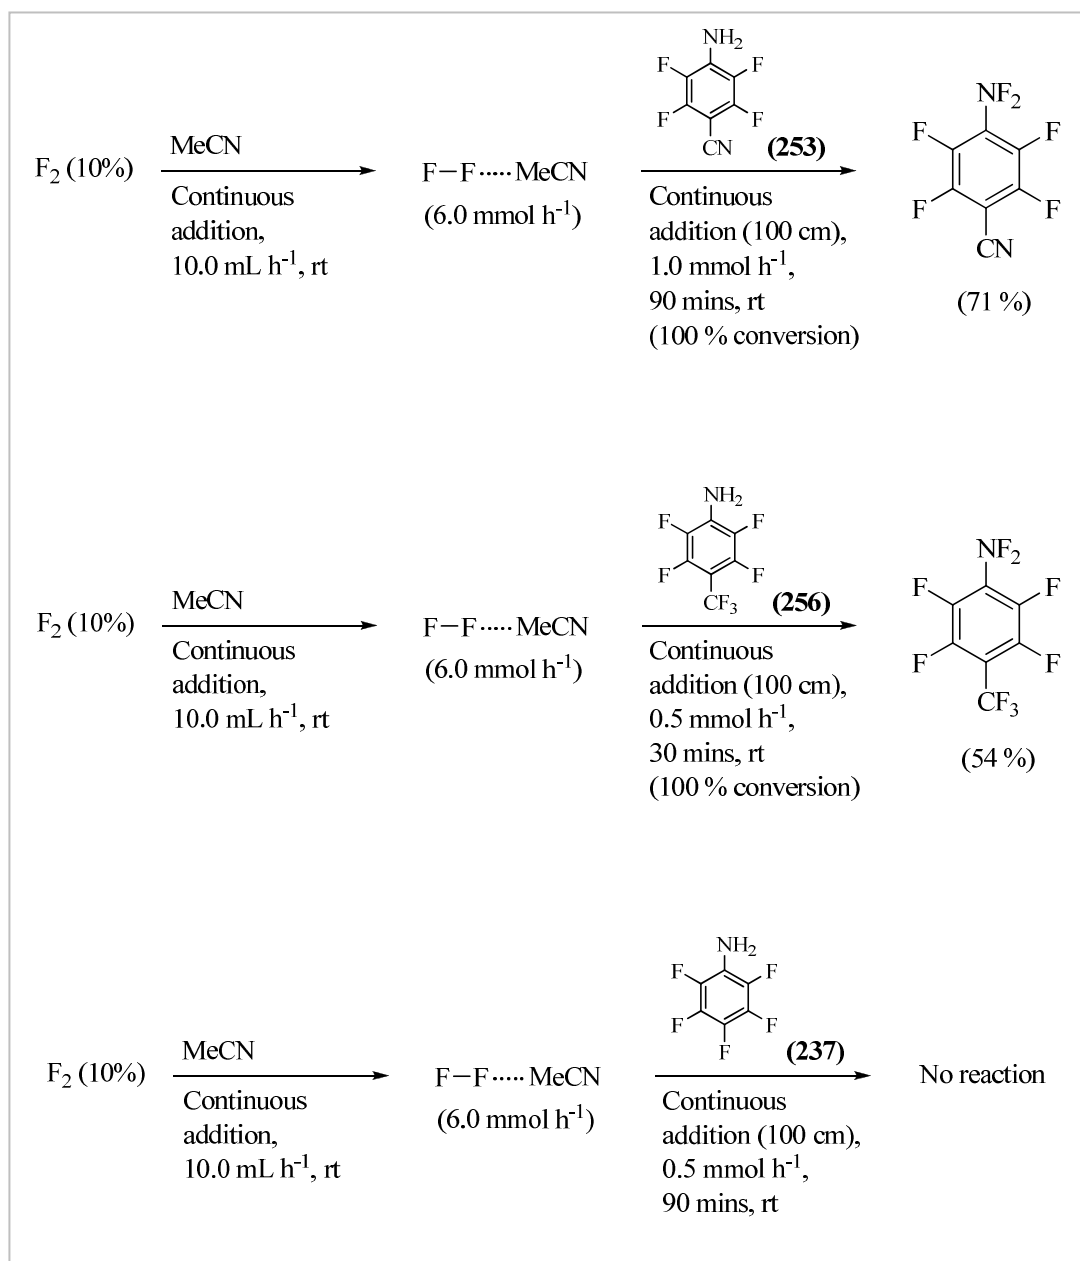 NH2
F F
F F
CN (253)
F2 (10%)
MeCN
Continuous
addition,
10.0 mL h-1, rt
F–F·····MeCN
(6.0 mmol h-1)
Continuous
addition (100 cm),
1.0 mmol h-1,
90 mins, rt
(100 % conversion)
NF2
F F
F F
CN
(71 %)
NH2
F F
F F
CF3 (256)
F2 (10%)
MeCN
Continuous
addition,
10.0 mL h-1, rt
F–F·····MeCN
(6.0 mmol h-1)
Continuous
addition (100 cm),
0.5 mmol h-1,
30 mins, rt
(100 % conversion)
NF2
F F
F F
CF3
(54 %)
NH2
F F
F F
F (237)
F2 (10%)
MeCN
Continuous
addition,
10.0 mL h-1, rt
F–F·····MeCN
(6.0 mmol h-1)
Continuous
addition (100 cm),
0.5 mmol h-1,
90 mins, rt
No reaction